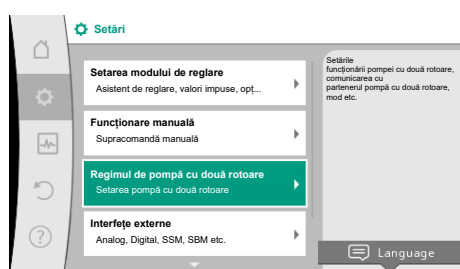 Setări
Setarea modului de reglare
Asistent de reglare, valori impuse, opț...
Funcționare manuală
Supracomandă manuală
Regimul de pompă cu două rotoare
Setarea pompă cu două rotoare
Interfețe externe
Analog, Digital, SSM, SBM etc.
Setările
funcționării pompei cu două rotoare,
comunicarea cu
partenerul pompă cu două rotoare,
mod etc.
Language